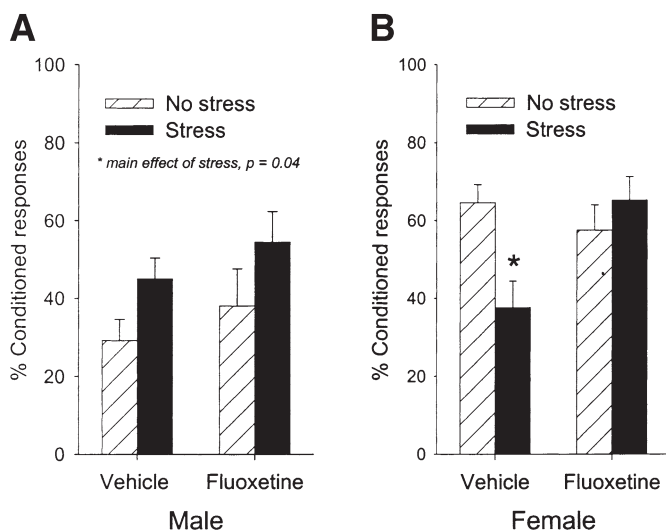 A
% Conditioned responses
100
80
60
40
20
0
No stress
Stress
* main effect of stress, p = 0.04
Vehicle
Fluoxetine
Male
B
% Conditioned responses
100
80
60
40
20
0
No stress
Stress
*
Vehicle
Fluoxetine
Female